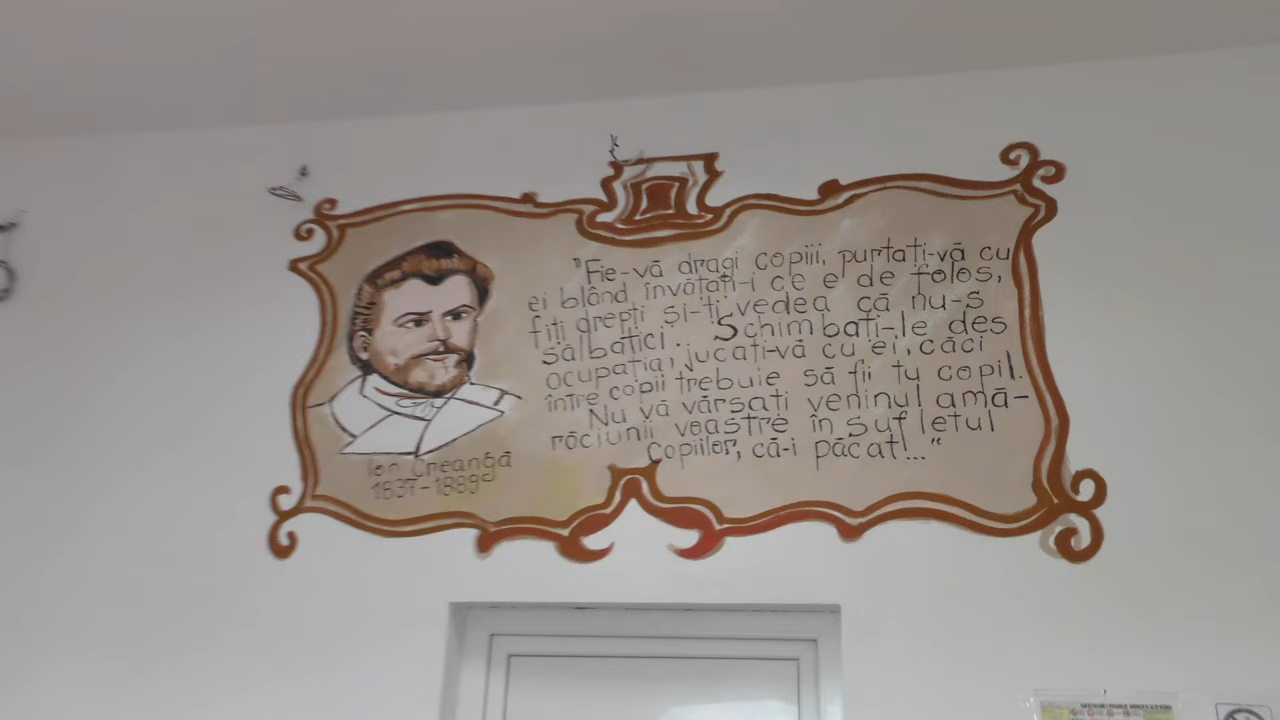 "Fie-vă dragi copiii, purtați-vă cu
ei blând învățați-i ce e de folos,
fiți drepți și-ți vedea că nu-s
sălbatici.. Schimbați-le des
ocupația, jucați-vă cu ei, căci
între copii trebuie să fii tu copil.
Nu vă vărsați veninul amă-
răciunii voastre în sufletul
Copiilor, că-i păcat!..."
Ion Creangă
1837-1889